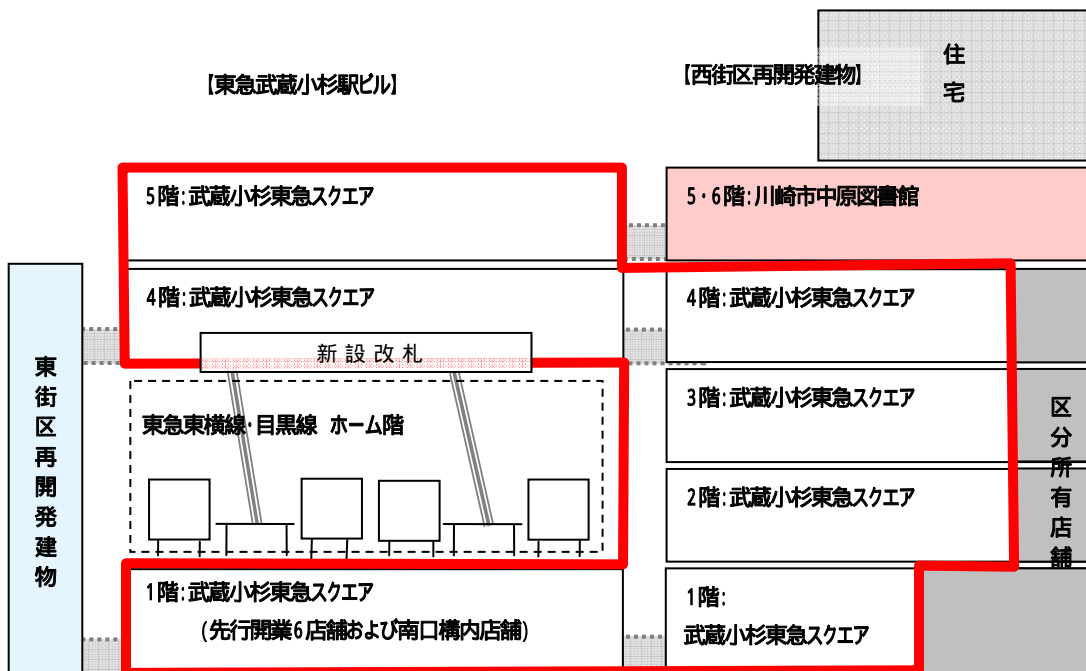 【東急武蔵小杉駅ビル】
【西街区再開発建物】
住宅
5階:武蔵小杉東急スクエア
5・6階:川崎市中原図書館
4階:武蔵小杉東急スクエア
4階:武蔵小杉東急スクエア
新設改札
東街区再開発建物
東急東横線・目黒線 ホーム階
3階:武蔵小杉東急スクエア
区分所有店舗
2階:武蔵小杉東急スクエア
1階:武蔵小杉東急スクエア
(先行開業6店舗および南口構内店舗)
1階:
武蔵小杉東急スクエア